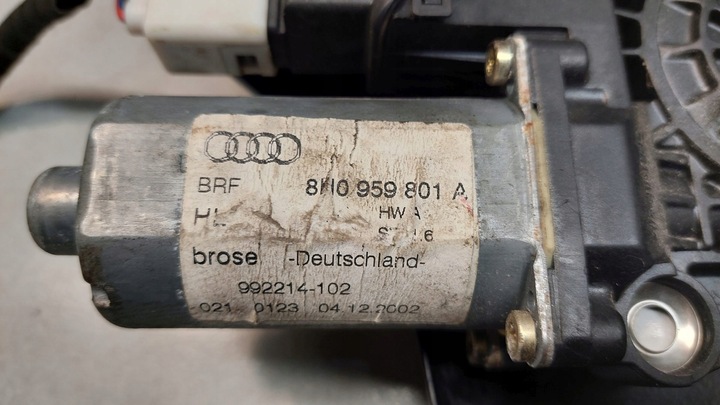 BRF 8H0 959 801 A
HW A
brose -Deutschland-
992214-102
021 0123 04.12.2002